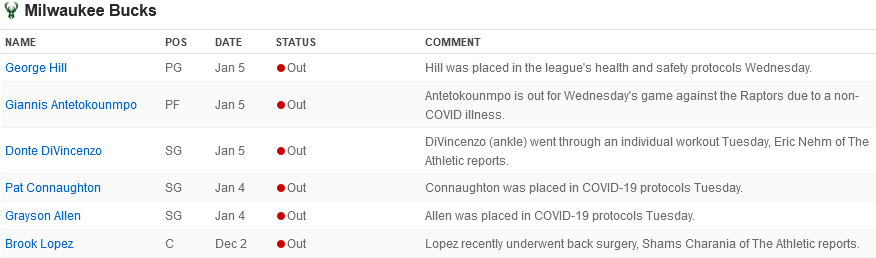 Milwaukee Bucks
NAME POS DATE STATUS COMMENT
George Hill PG Jan 5 Out Hill was placed in the league's health and safety protocols Wednesday.
Giannis Antetokounmpo PF Jan 5 Out Antetokounmpo is out for Wednesday's game against the Raptors due to a non-
COVID illness.
Donte DiVincenzo SG Jan 5 Out DiVincenzo (ankle) went through an individual workout Tuesday, Eric Nehm of The
Athletic reports.
Pat Connaughton SG Jan 4 Out Connaughton was placed in COVID-19 protocols Tuesday.
Grayson Allen SG Jan 4 Out Allen was placed in COVID-19 protocols Tuesday.
Brook Lopez C Dec 2 Out Lopez recently underwent back surgery, Shams Charania of The Athletic reports.